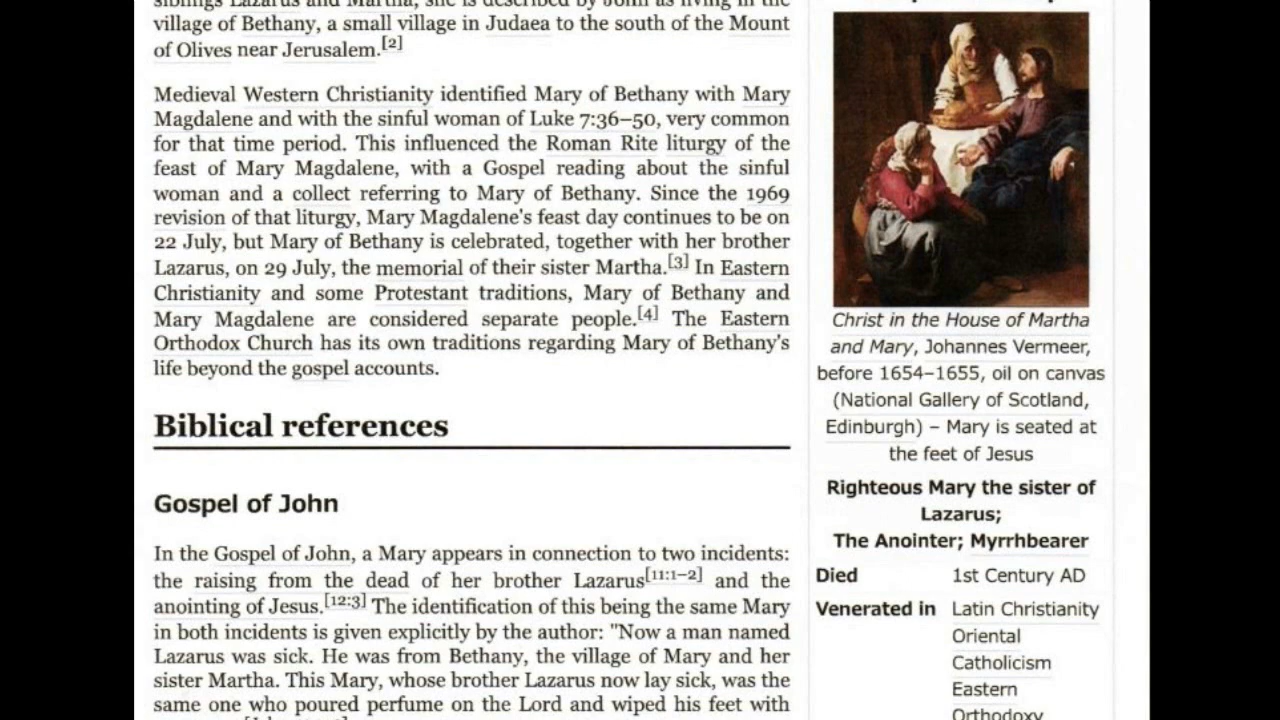 siblings Lazarus and Martha, she is described by John as living in the
village of Bethany, a small village in Judaea to the south of the Mount
of Olives near Jerusalem.[2]
Medieval Western Christianity identified Mary of Bethany with Mary
Magdalene and with the sinful woman of Luke 7:36–50, very common
for that time period. This influenced the Roman Rite liturgy of the
feast of Mary Magdalene, with a Gospel reading about the sinful
woman and a collect referring to Mary of Bethany. Since the 1969
revision of that liturgy, Mary Magdalene's feast day continues to be on
22 July, but Mary of Bethany is celebrated, together with her brother
Lazarus, on 29 July, the memorial of their sister Martha.[3] In Eastern
Christianity and some Protestant traditions, Mary of Bethany and
Mary Magdalene are considered separate people.[4] The Eastern
Orthodox Church has its own traditions regarding Mary of Bethany's
life beyond the gospel accounts.
Biblical references
Gospel of John
In the Gospel of John, a Mary appears in connection to two incidents:
the raising from the dead of her brother Lazarus[11:1–2] and the
anointing of Jesus.[12:3] The identification of this being the same Mary
in both incidents is given explicitly by the author: "Now a man named
Lazarus was sick. He was from Bethany, the village of Mary and her
sister Martha. This Mary, whose brother Lazarus now lay sick, was the
same one who poured perfume on the Lord and wiped his feet with
Christ in the House of Martha
and Mary, Johannes Vermeer,
before 1654–1655, oil on canvas
(National Gallery of Scotland,
Edinburgh) – Mary is seated at
the feet of Jesus
Righteous Mary the sister of
Lazarus;
The Anointer; Myrrhbearer
Died 1st Century AD
Venerated in Latin Christianity
Oriental
Catholicism
Eastern
Orthodoxy